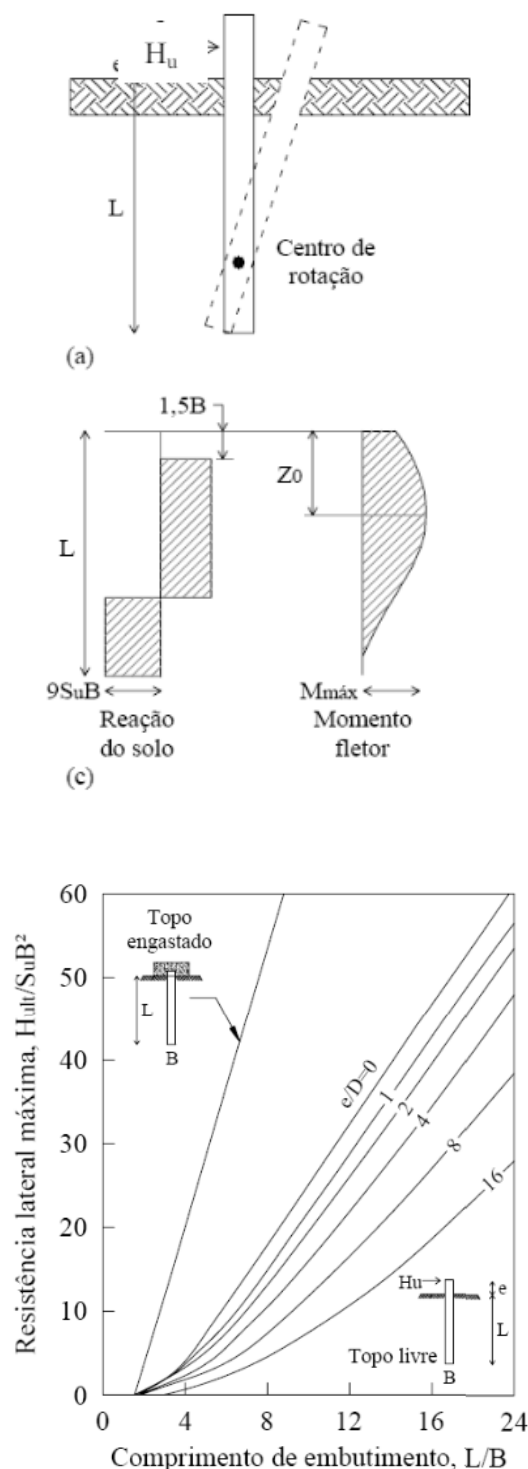 e
Hu
L
Centro de
rotação
(a)
1,5B
Z0
L
9SuB
Mmáx
Reação
do solo
Momento
fletor
(c)
60
50
40
30
20
10
0
Resistência lateral máxima, Hult/SuB²
Topo
engastado
L
B
e/D=0
1
2
4
8
16
Hu
e
L
Topo livre
B
0 4 8 12 16 20 24
Comprimento de embutimento, L/B